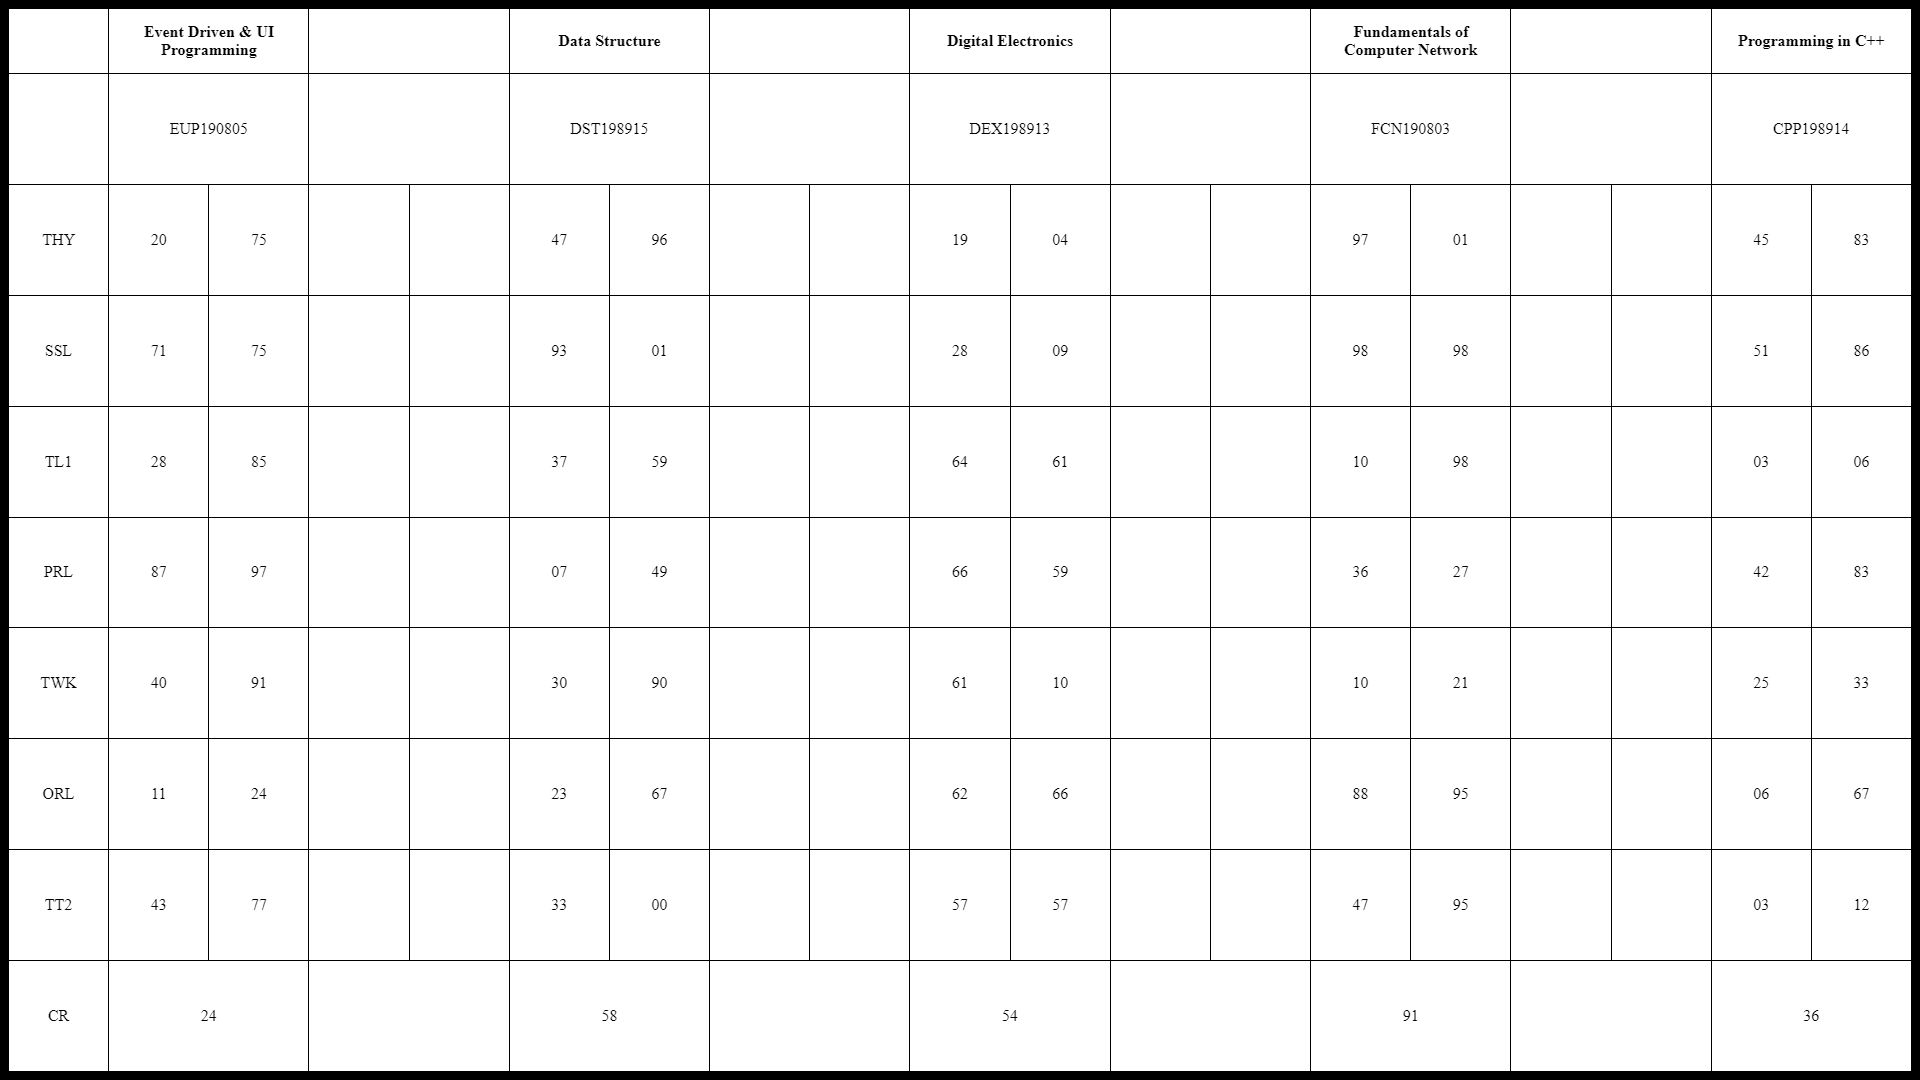 Event Driven & UI
Programming
Data Structure
Digital Electronics
Fundamentals of
Computer Network
Programming in C++
EUP190805
DST198915
DEX198913
FCN190803
CPP198914
THY 20 75 47 96 19 04 97 01 45 83
SSL 71 75 93 01 28 09 98 98 51 86
TL1 28 85 37 59 64 61 10 98 03 06
PRL 87 97 07 49 66 59 36 27 42 83
TWK 40 91 30 90 61 10 10 21 25 33
ORL 11 24 23 67 62 66 88 95 06 67
TT2 43 77 33 00 57 57 47 95 03 12
CR 24 58 54 91 36